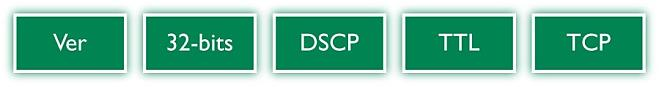 Ver 32-bits DSCP TTL TCP